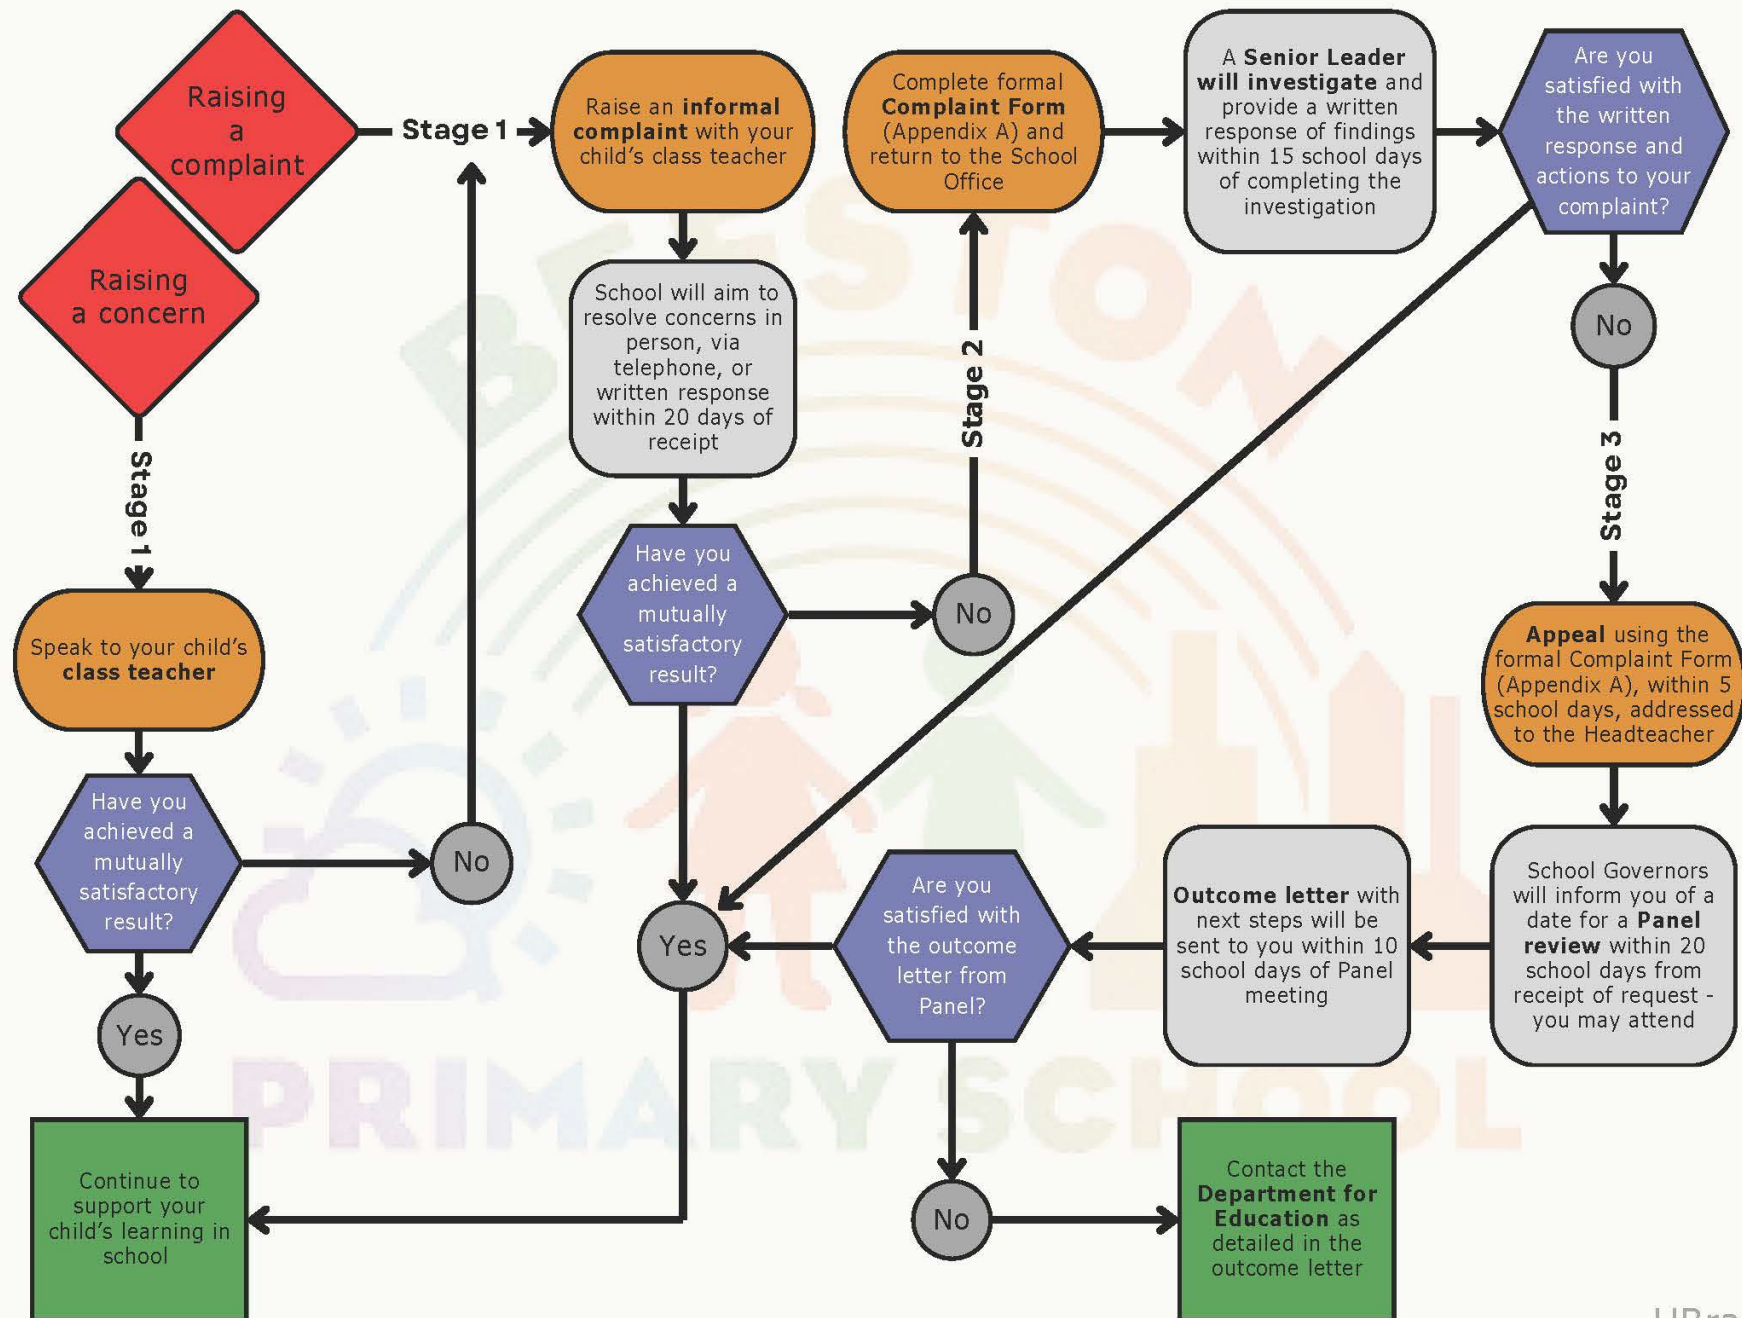 Raising
a
complaint
Raising
a concern
Stage 1
Speak to your child's
class teacher
Have you
achieved a
mutually
satisfactory
result?
No
Yes
Continue to
support your
child's learning in
school
Stage 1
Raise an informal
complaint with your
child's class teacher
School will aim to
resolve concerns in
person, via
telephone, or
written response
within 20 days of
receipt
Have you
achieved a
mutually
satisfactory
result?
No
Yes
Stage 2
Complete formal
Complaint Form
(Appendix A) and
return to the School
Office
A Senior Leader
will investigate and
provide a written
response of findings
within 15 school days
of completing the
investigation
Are you
satisfied with
the written
response and
actions to your
complaint?
No
Stage 3
Appeal using the
formal Complaint Form
(Appendix A), within 5
school days, addressed
to the Headteacher
School Governors
will inform you of a
date for a Panel
review within 20
school days from
receipt of request -
you may attend
Outcome letter with
next steps will be
sent to you within 10
school days of Panel
meeting
Are you
satisfied with
the outcome
letter from
Panel?
No
Contact the
Department for
Education as
detailed in the
outcome letter
BEESTON
PRIMARY SCHOOL